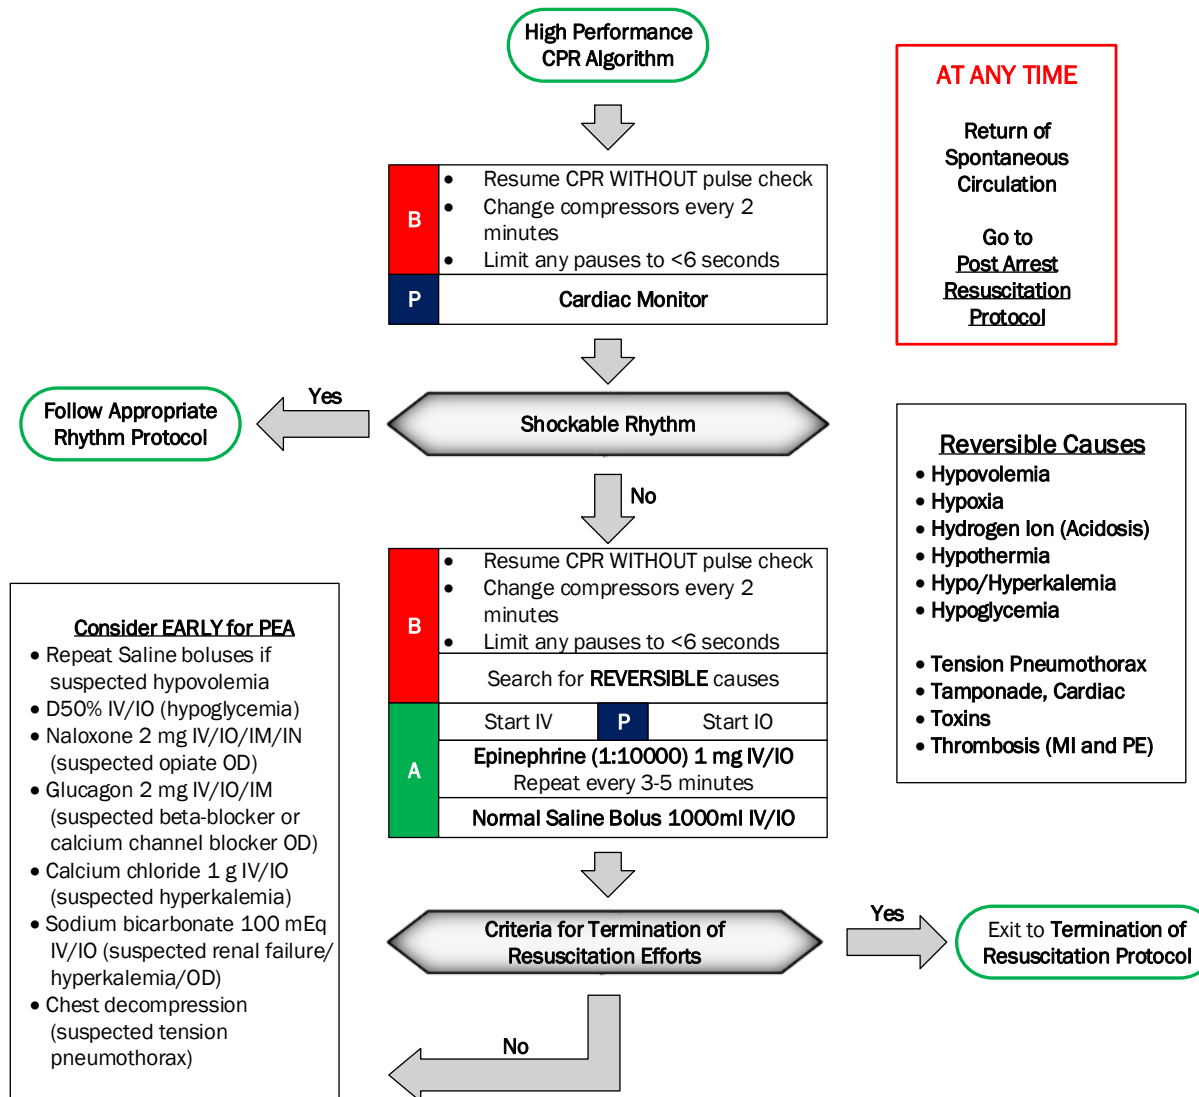 High Performance
CPR Algorithm
AT ANY TIME
Return of
Spontaneous
Circulation
Go to
Post Arrest
Resuscitation
Protocol
B
• Resume CPR WITHOUT pulse check
• Change compressors every 2
minutes
• Limit any pauses to <6 seconds
P
Cardiac Monitor
Shockable Rhythm
Yes
Follow Appropriate
Rhythm Protocol
No
Reversible Causes
• Hypovolemia
• Hypoxia
• Hydrogen Ion (Acidosis)
• Hypothermia
• Hypo/Hyperkalemia
• Hypoglycemia
• Tension Pneumothorax
• Tamponade, Cardiac
• Toxins
• Thrombosis (MI and PE)
B
• Resume CPR WITHOUT pulse check
• Change compressors every 2
minutes
• Limit any pauses to <6 seconds
Search for REVERSIBLE causes
A
Start IV
P
Start IO
Epinephrine (1:10000) 1 mg IV/IO
Repeat every 3-5 minutes
Normal Saline Bolus 1000ml IV/IO
Consider EARLY for PEA
• Repeat Saline boluses if
suspected hypovolemia
• D50% IV/IO (hypoglycemia)
• Naloxone 2 mg IV/IO/IM/IN
(suspected opiate OD)
• Glucagon 2 mg IV/IO/IM
(suspected beta-blocker or
calcium channel blocker OD)
• Calcium chloride 1 g IV/IO
(suspected hyperkalemia)
• Sodium bicarbonate 100 mEq
IV/IO (suspected renal failure/
hyperkalemia/OD)
• Chest decompression
(suspected tension
pneumothorax)
Criteria for Termination of
Resuscitation Efforts
Yes
Exit to Termination of
Resuscitation Protocol
No